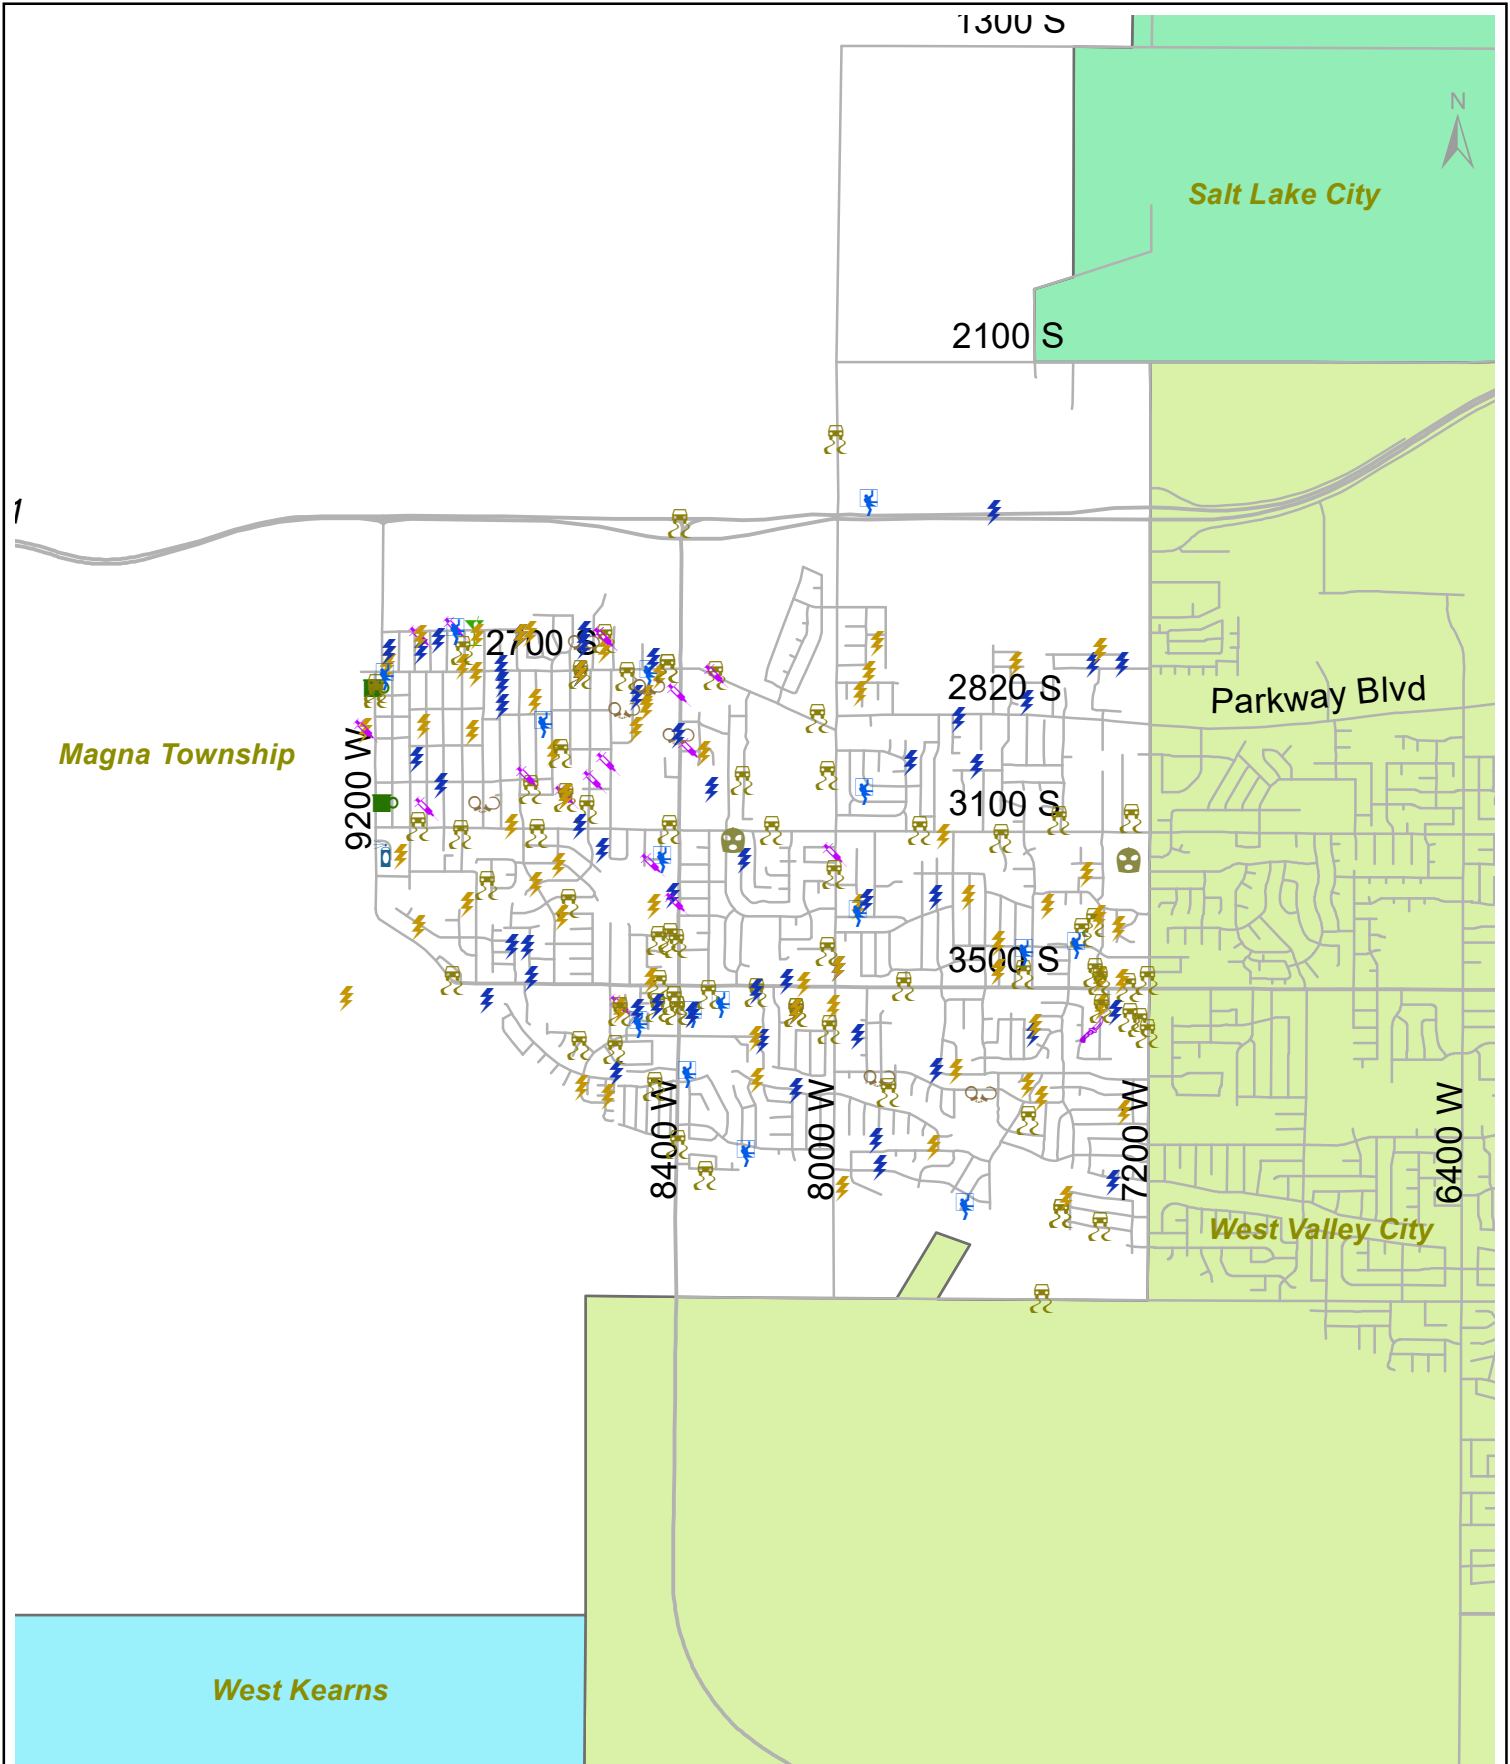 1300 S
N
Salt Lake City
2100 S
1
2700 S
2820 S
Parkway Blvd
Magna Township
9200 W
3100 S
3500 S
8400 W
8000 W
7200 W
6400 W
West Valley City
West Kearns